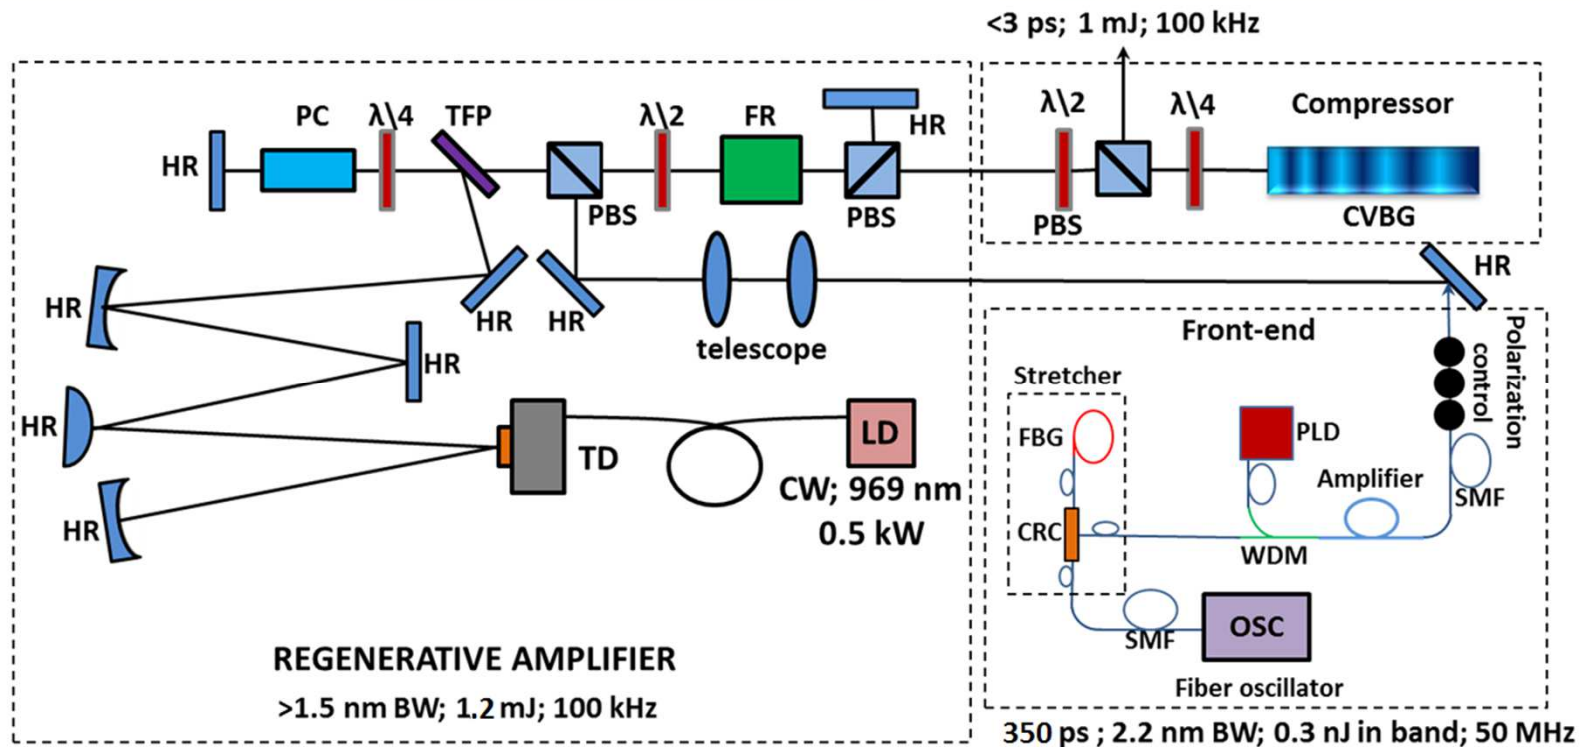 <3 ps; 1 mJ; 100 kHz
PC
λ\4
TFP
λ\2
FR
HR
HR
PBS
PBS
λ\2
λ\4
Compressor
PBS
CVBG
HR
HR
HR
telescope
HR
HR
HR
TD
LD
CW; 969 nm
0.5 kW
HR
HR
REGENERATIVE AMPLIFIER
>1.5 nm BW; 1.2 mJ; 100 kHz
Front-end
Polarization
control
Stretcher
FBG
PLD
Amplifier
SMF
CRC
WDM
SMF
OSC
Fiber oscillator
350 ps ; 2.2 nm BW; 0.3 nJ in band; 50 MHz